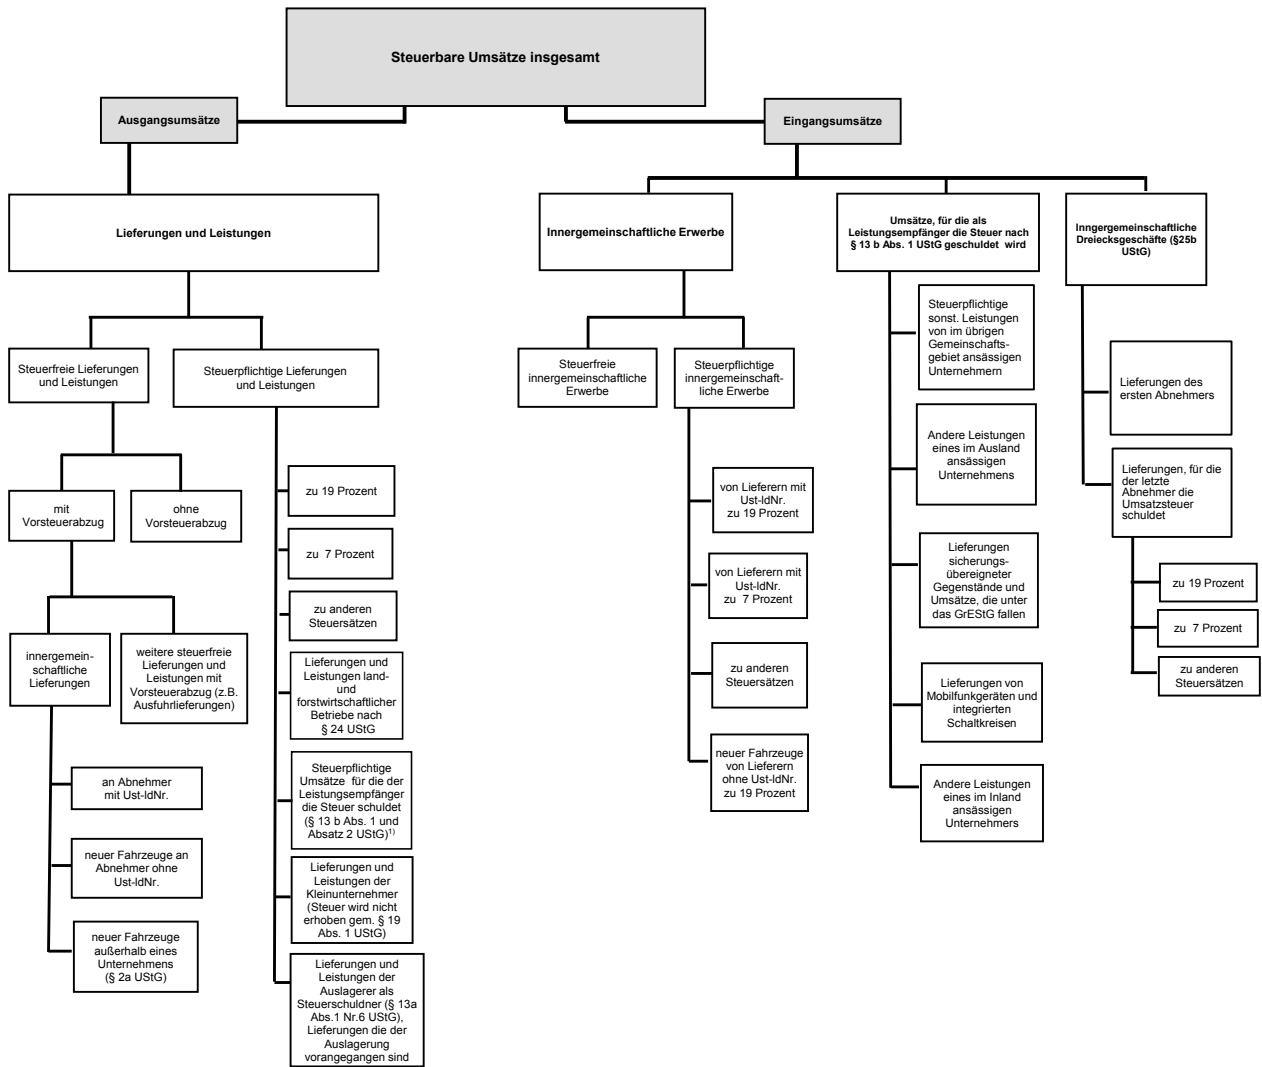 Steuerbare Umsätze insgesamt
Ausgangsumsätze
Eingangsumsätze
Lieferungen und Leistungen
Innergemeinschaftliche Erwerbe
Umsätze, für die als
Leistungsempfänger die Steuer nach
§ 13 b Abs. 1 UStG geschuldet wird
Inngergemeinschaftliche
Dreiecksgeschäfte (§25b
UStG)
Steuerfreie Lieferungen
und Leistungen
Steuerpflichtige Lieferungen
und Leistungen
mit
Vorsteuerabzug
ohne
Vorsteuerabzug
innergemein-
schaftliche
Lieferungen
weitere steuerfreie
Lieferungen und
Leistungen mit
Vorsteuerabzug (z.B.
Ausfuhrlieferungen)
an Abnehmer
mit Ust-IdNr.
neuer Fahrzeuge an
Abnehmer ohne
Ust-IdNr.
neuer Fahrzeuge
außerhalb eines
Unternehmens
(§ 2a UStG)
zu 19 Prozent
zu 7 Prozent
zu anderen
Steuersätzen
Lieferungen und
Leistungen land-
und
forstwirtschaftlicher
Betriebe nach
§ 24 UStG
Steuerpflichtige
Umsätze für die der
Leistungsempfänger
die Steuer schuldet
(§ 13 b Abs. 1 und
Absatz 2 UStG)1)
Lieferungen und
Leistungen der
Kleinunternehmer
(Steuer wird nicht
erhoben gem. § 19
Abs. 1 UStG)
Lieferungen und
Leistungen der
Auslagerer als
Steuerschuldner (§ 13a
Abs.1 Nr.6 UStG),
Lieferungen die der
Auslagerung
vorangegangen sind
Steuerfreie
innergemeinschaftliche
Erwerbe
Steuerpflichtige
innergemeinschaft-
liche Erwerbe
von Lieferern mit
Ust-IdNr.
zu 19 Prozent
von Lieferern mit
Ust-IdNr.
zu 7 Prozent
zu anderen
Steuersätzen
neuer Fahrzeuge
von Lieferern
ohne Ust-IdNr.
zu 19 Prozent
Steuerpflichtige
sonst. Leistungen
von im übrigen
Gemeinschafts-
gebiet ansässigen
Unternehmern
Andere Leistungen
eines im Ausland
ansässigen
Unternehmens
Lieferungen
sicherungs-
übereigneter
Gegenstände und
Umsätze, die unter
das GrEStG fallen
Lieferungen von
Mobilfunkgeräten und
integrierten
Schaltkreisen
Andere Leistungen
eines im Inland
ansässigen
Unternehmers
Lieferungen des
ersten Abnehmers
Lieferungen, für die
der letzte
Abnehmer die
Umsatzsteuer
schuldet
zu 19 Prozent
zu 7 Prozent
zu anderen
Steuersätzen